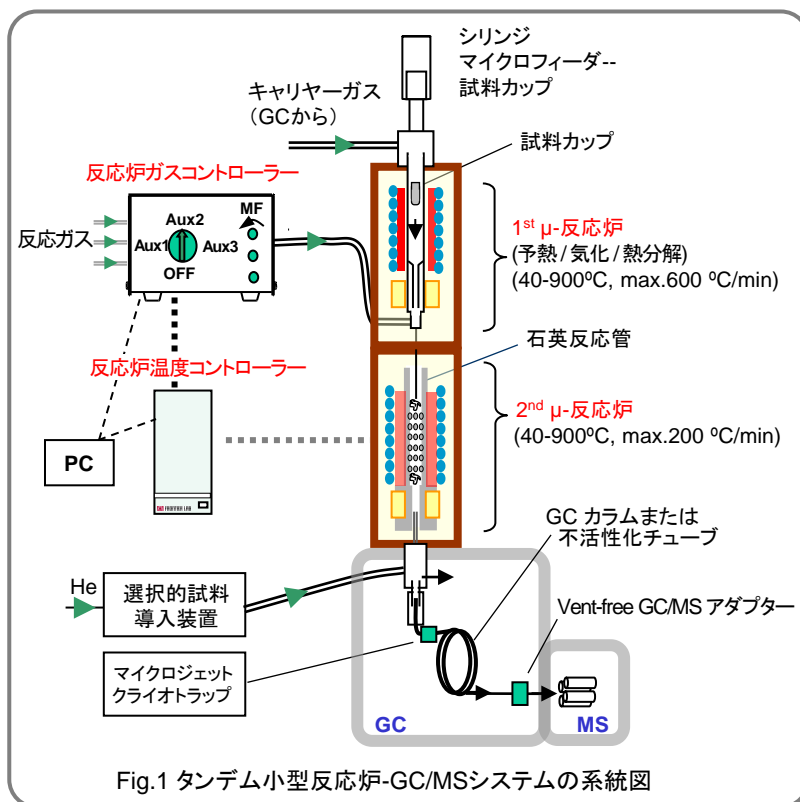 シリンジ
マイクロフィーダ--
試料カップ
キャリヤーガス
（GCから）
試料カップ
反応炉ガスコントローラー
反応ガス
Aux1
Aux2
Aux3
OFF
MF
1st µ-反応炉
(予熱 / 気化 / 熱分解)
(40-900ºC, max.600 ºC/min)
石英反応管
反応炉温度コントローラー
2nd µ-反応炉
(40-900ºC, max.200 ºC/min)
PC
FRONTIER LAB
GC カラムまたは
不活性化チューブ
He
選択的試料
導入装置
Vent-free GC/MS アダプター
マイクロジェット
クライオトラップ
GC
MS
Fig.1 タンデム小型反応炉-GC/MSシステムの系統図